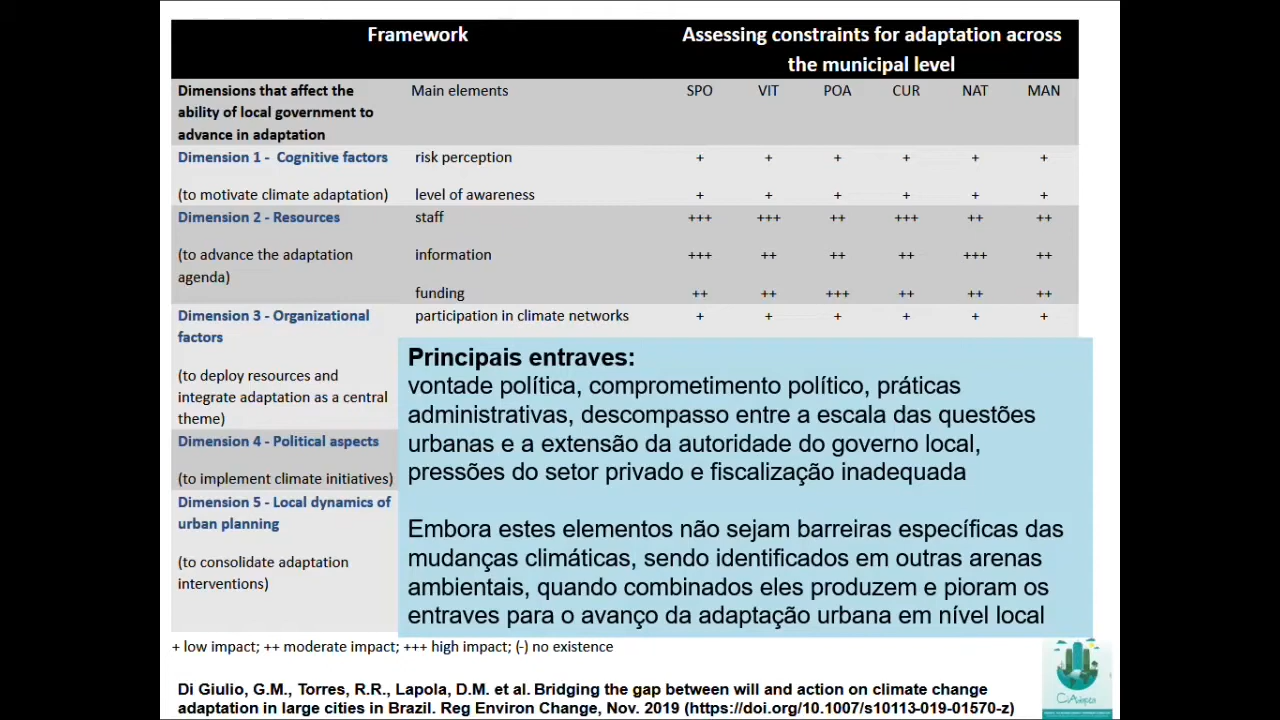 Framework
Assessing constraints for adaptation across
the municipal level
Dimensions that affect the
ability of local government to
advance in adaptation
Main elements SPO VIT POA CUR NAT MAN
Dimension 1 - Cognitive factors
(to motivate climate adaptation)
risk perception + + + + + +
level of awareness + + + + + +
Dimension 2 - Resources
(to advance the adaptation
agenda)
staff +++ +++ ++ +++ ++ ++
information +++ ++ ++ ++ +++ ++
funding ++ ++ +++ ++ ++ ++
Dimension 3 - Organizational
factors
(to deploy resources and
integrate adaptation as a central
theme)
participation in climate networks + + + + + +
Dimension 4 - Political aspects
(to implement climate initiatives)
Dimension 5 - Local dynamics of
urban planning
(to consolidate adaptation
interventions)
Principais entraves:
vontade política, comprometimento político, práticas
administrativas, descompasso entre a escala das questões
urbanas e a extensão da autoridade do governo local,
pressões do setor privado e fiscalização inadequada
Embora estes elementos não sejam barreiras específicas das
mudanças climáticas, sendo identificados em outras arenas
ambientais, quando combinados eles produzem e pioram os
entraves para o avanço da adaptação urbana em nível local
+ low impact; ++ moderate impact; +++ high impact; (-) no existence
Di Giulio, G.M., Torres, R.R., Lapola, D.M. et al. Bridging the gap between will and action on climate change
adaptation in large cities in Brazil. Reg Environ Change, Nov. 2019 (https://doi.org/10.1007/s10113-019-01570-z)
CiAdapta